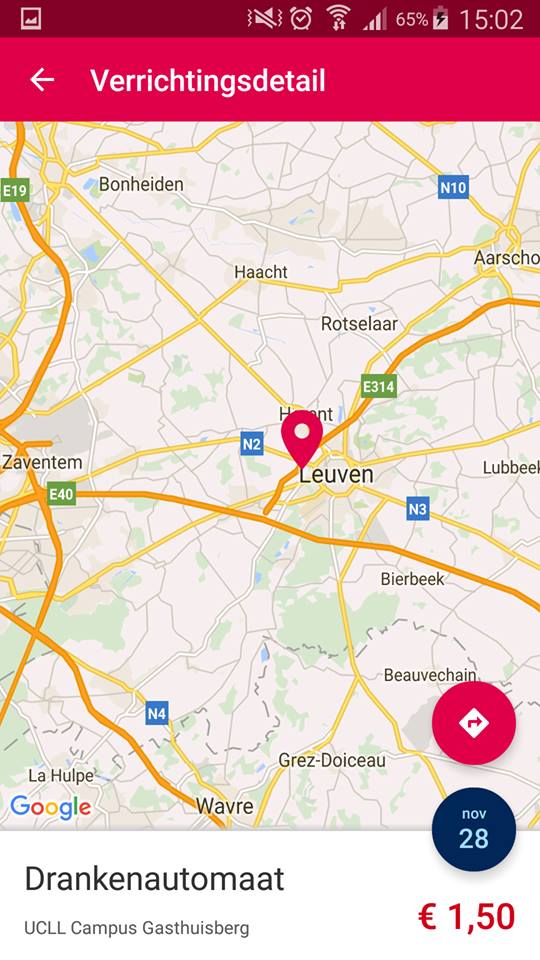 65% 15:02
Verrichtingsdetail
E19
Bonheiden
N10
Aarscho
Haacht
Rotselaar
E314
N2
Leuven
Zaventem
Lubbeek
E40
N3
Bierbeek
Beauvechain
N4
La Hulpe
Grez-Doiceau
Google
Wavre
nov
28
Drankenautomaat
UCLL Campus Gasthuisberg
€ 1,50